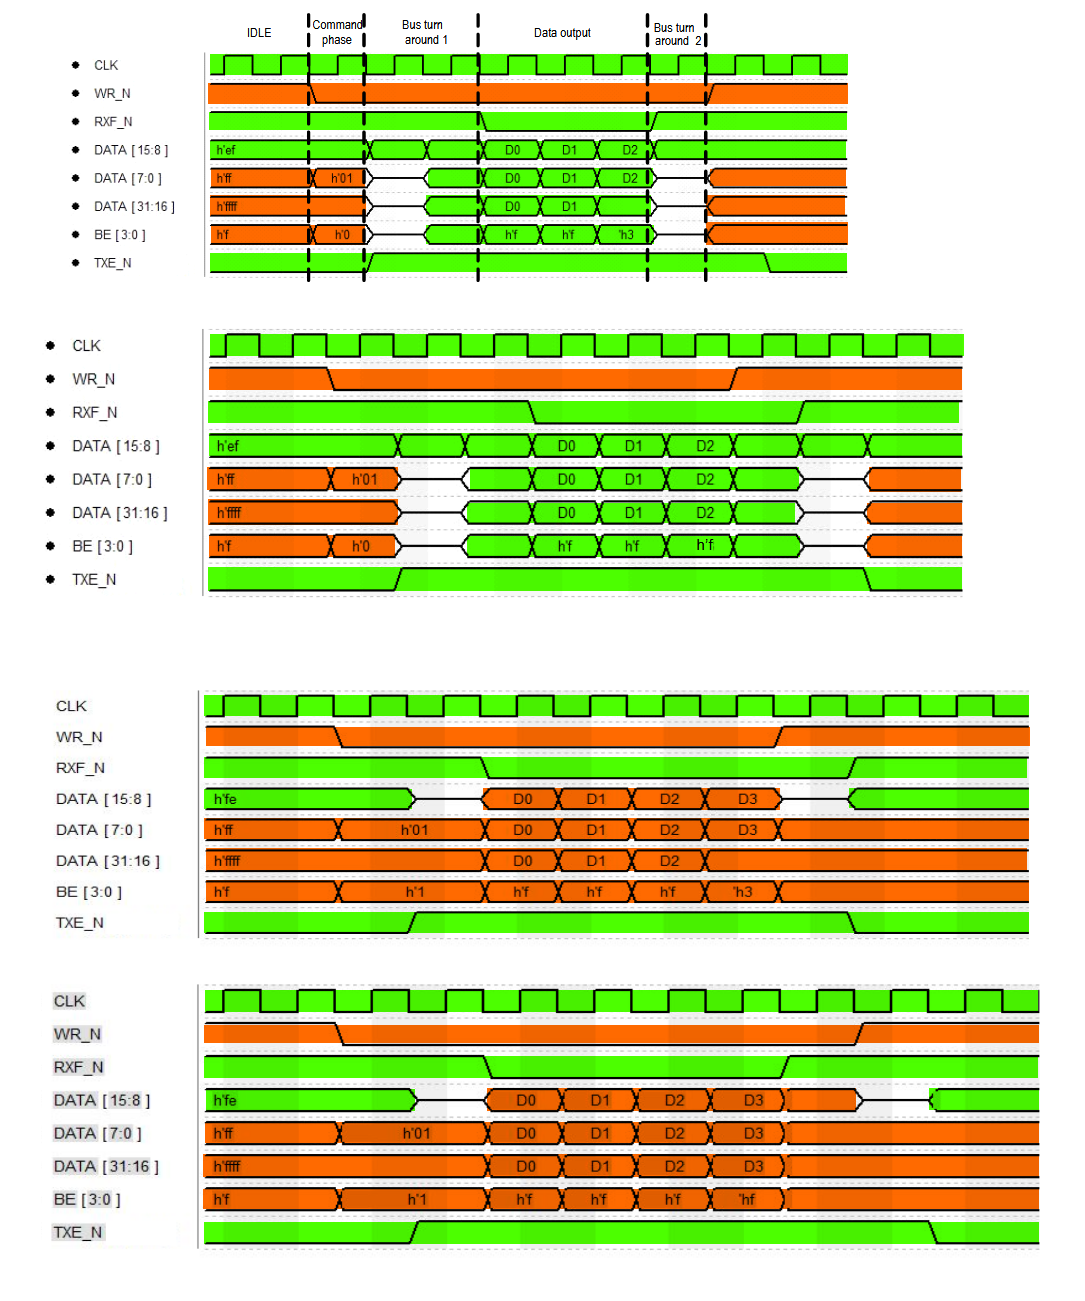 IDLE Command phase Bus turn around 1 Data output Bus turn around 2
CLK
WR_N
RXF_N
DATA [15:8] h'ef D0 D1 D2
DATA [7:0] h'ff h'01 D0 D1 D2
DATA [31:16] h'ffff D0 D1
BE [3:0] h'f h'0 h'f h'f 'h3
TXE_N
CLK
WR_N
RXF_N
DATA [15:8] h'ef D0 D1 D2
DATA [7:0] h'ff h'01 D0 D1 D2
DATA [31:16] h'ffff D0 D1 D2
BE [3:0] h'f h'0 h'f h'f h'f
TXE_N
CLK
WR_N
RXF_N
DATA [15:8] h'fe D0 D1 D2 D3
DATA [7:0] h'ff h'01 D0 D1 D2 D3
DATA [31:16] h'ffff D0 D1 D2
BE [3:0] h'f h'1 h'f h'f h'f 'h3
TXE_N
CLK
WR_N
RXF_N
DATA [15:8] h'fe D0 D1 D2 D3
DATA [7:0] h'ff h'01 D0 D1 D2 D3
DATA [31:16] h'ffff D0 D1 D2 D3
BE [3:0] h'f h'1 h'f h'f h'f 'hf
TXE_N